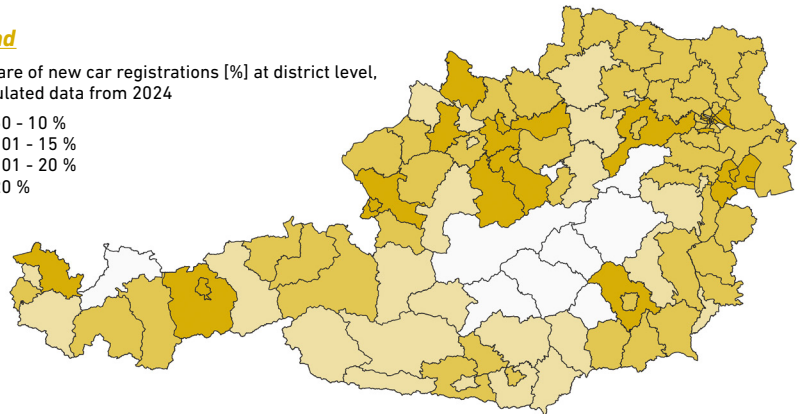 nd
are of new car registrations [%] at district level,
ulated data from 2024
0 - 10 %
01 - 15 %
01 - 20 %
0 %